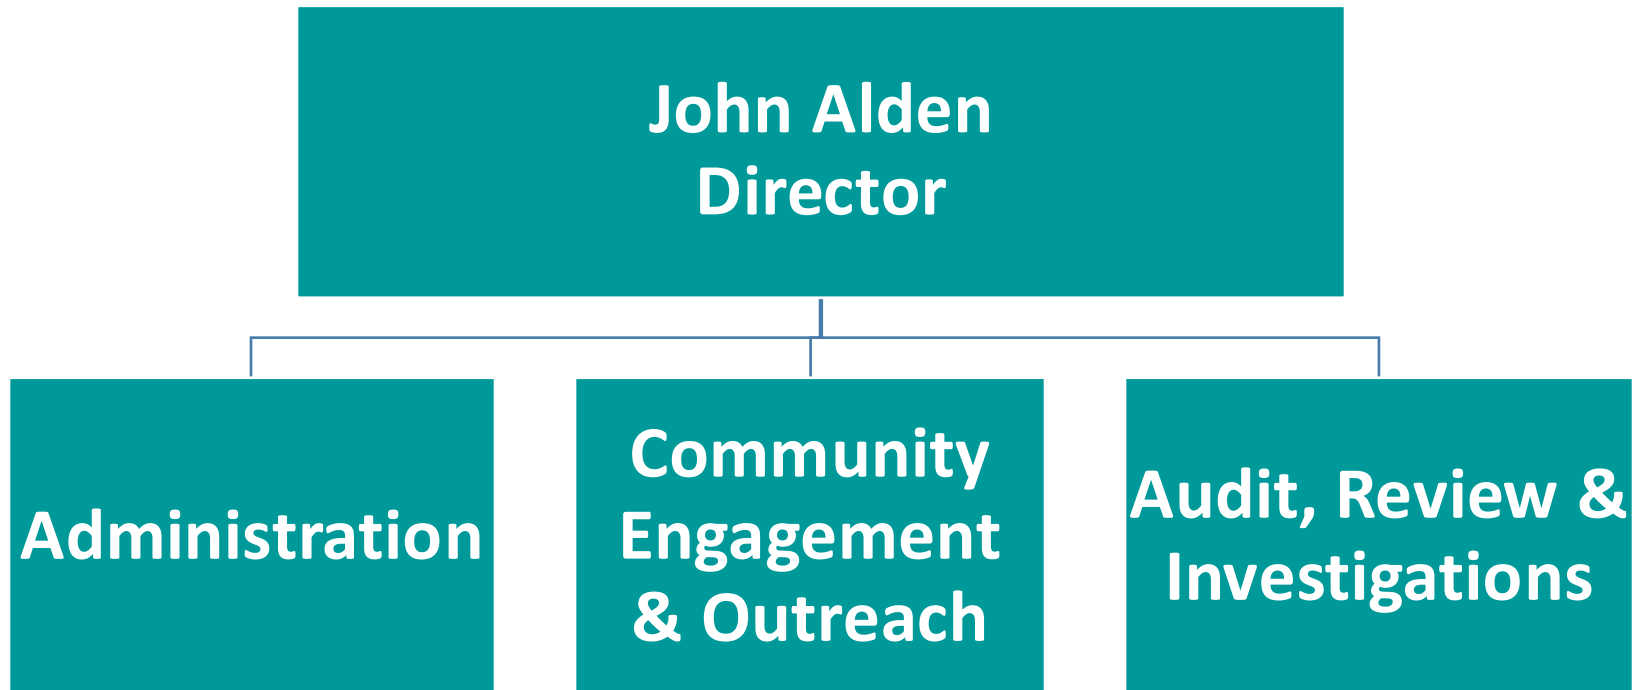 John Alden
Director
Administration
Community
Engagement
& Outreach
Audit, Review &
Investigations